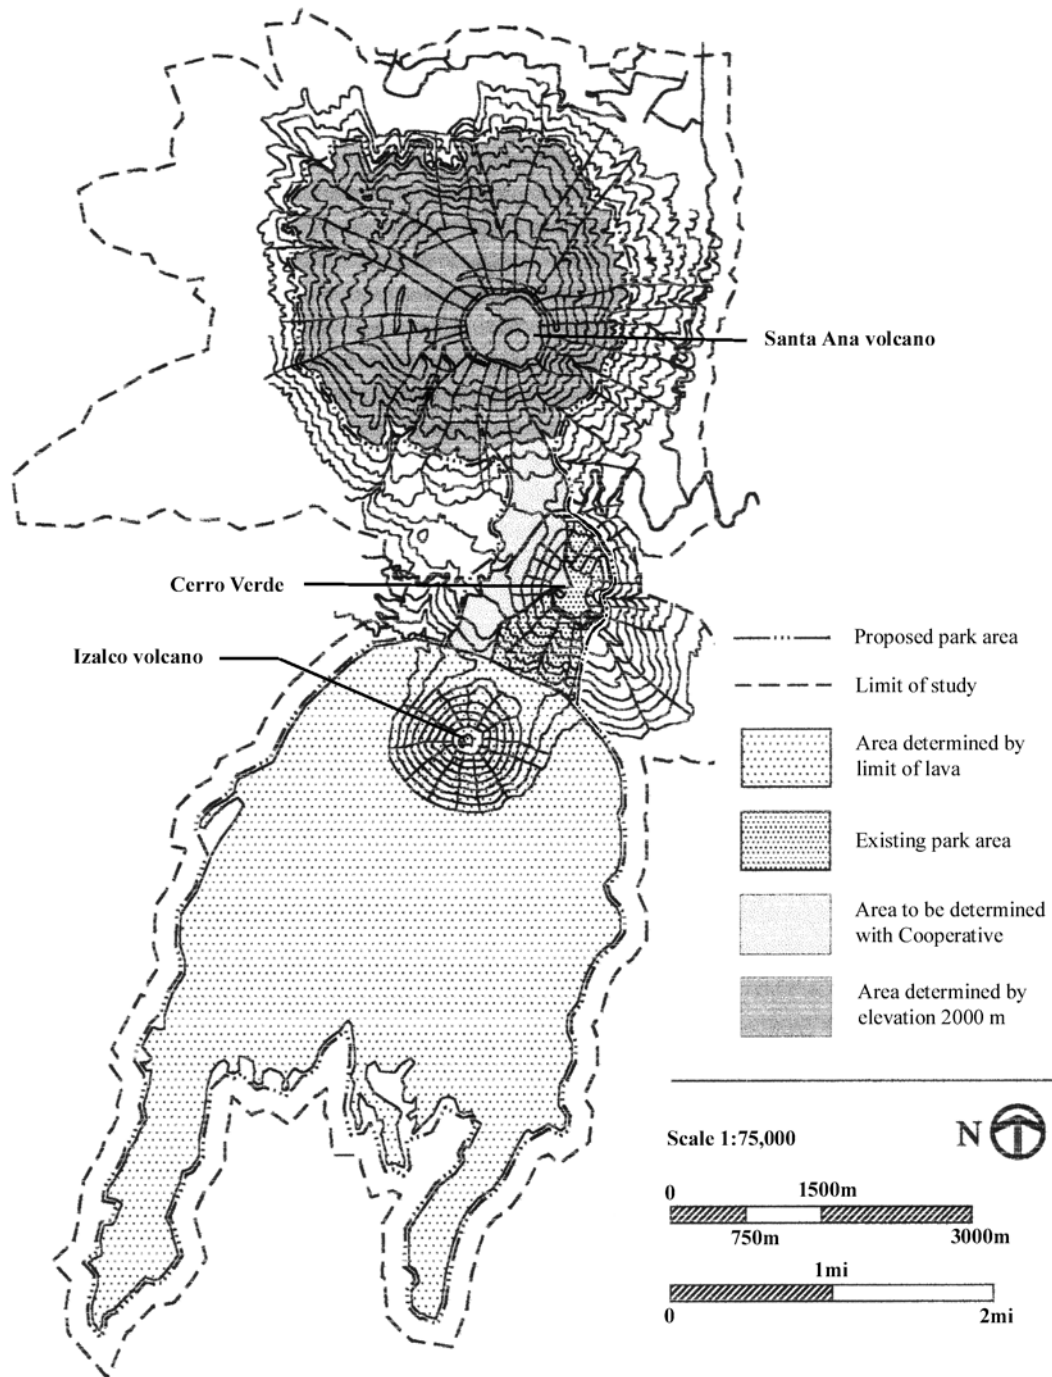 Santa Ana volcano
Cerro Verde
Izalco volcano
Proposed park area
Limit of study
Area determined by
limit of lava
Existing park area
Area to be determined
with Cooperative
Area determined by
elevation 2000 m
Scale 1:75,000
N
0
1500m
750m
3000m
1mi
0
2mi